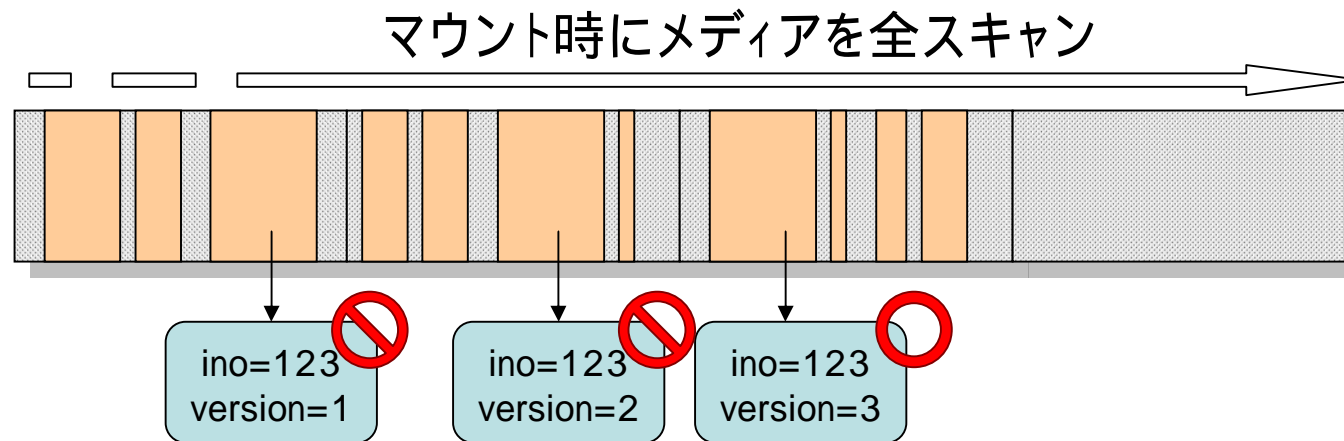 マウント時にメディアを全スキャン
ino=123
version=1
ino=123
version=2
ino=123
version=3